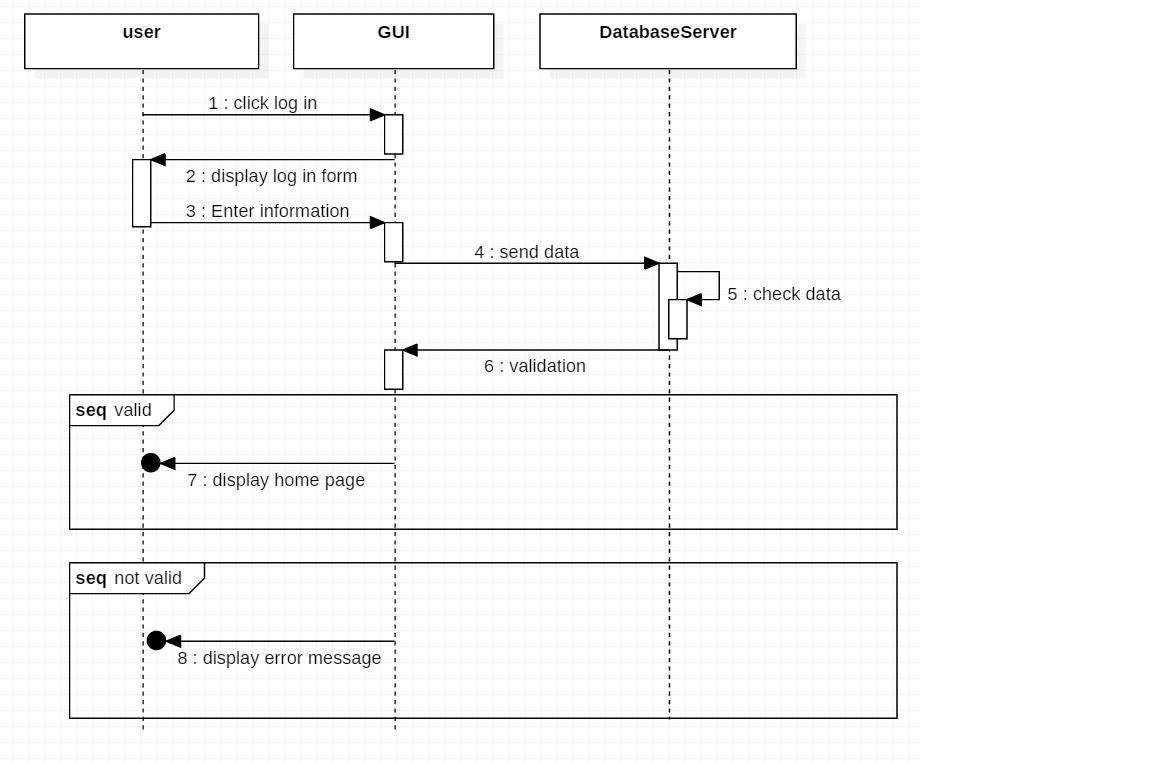 user
GUI
DatabaseServer
1 : click log in
2 : display log in form
3 : Enter information
4 : send data
5 : check data
6 : validation
seq valid
7 : display home page
seq not valid
8 : display error message